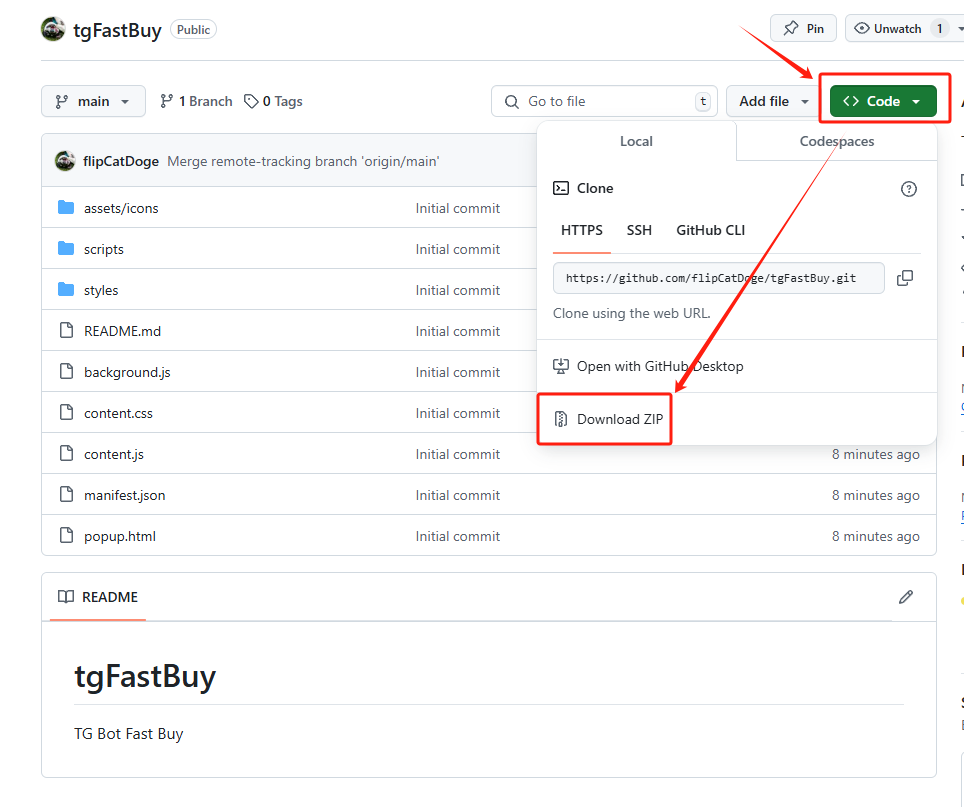 tgFastBuy Public Pin Unwatch 1
main 1 Branch 0 Tags Go to file t Add file Code
flipCatDoge Merge remote-tracking branch 'origin/main'
assets/icons Initial commit
scripts Initial commit
styles Initial commit
README.md Initial commit
background.js Initial commit
content.css Initial commit
content.js Initial commit 8 minutes ago
manifest.json Initial commit 8 minutes ago
popup.html Initial commit 8 minutes ago
Local Codespaces
Clone
HTTPS SSH GitHub CLI
https://github.com/flipCatDoge/tgFastBuy.git
Clone using the web URL.
Open with GitHub Desktop
Download ZIP
README
tgFastBuy
TG Bot Fast Buy